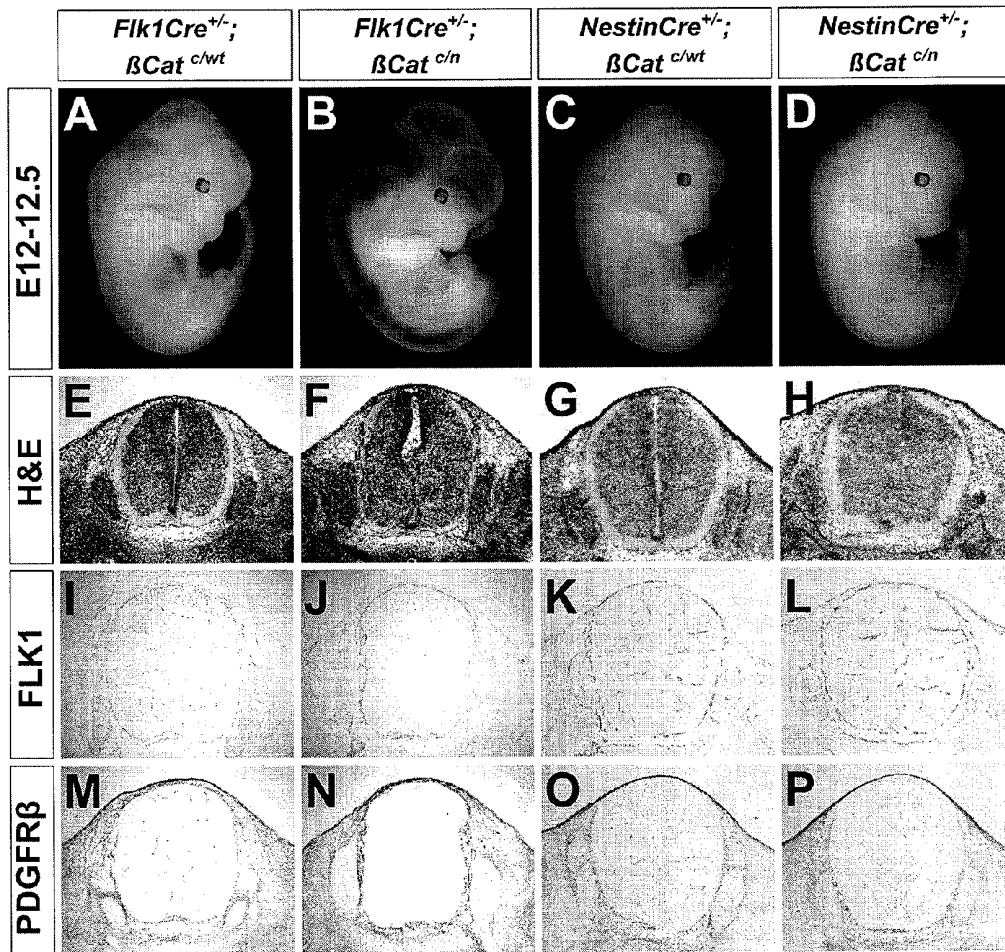 Flk1Cre+/-;
ßCat c/wt
Flk1Cre+/-;
ßCat c/n
NestinCre+/-;
ßCat c/wt
NestinCre+/-;
ßCat c/n
E12-12.5
A
B
C
D
H&E
E
F
G
H
FLK1
I
J
K
L
PDGFRβ
M
N
O
P